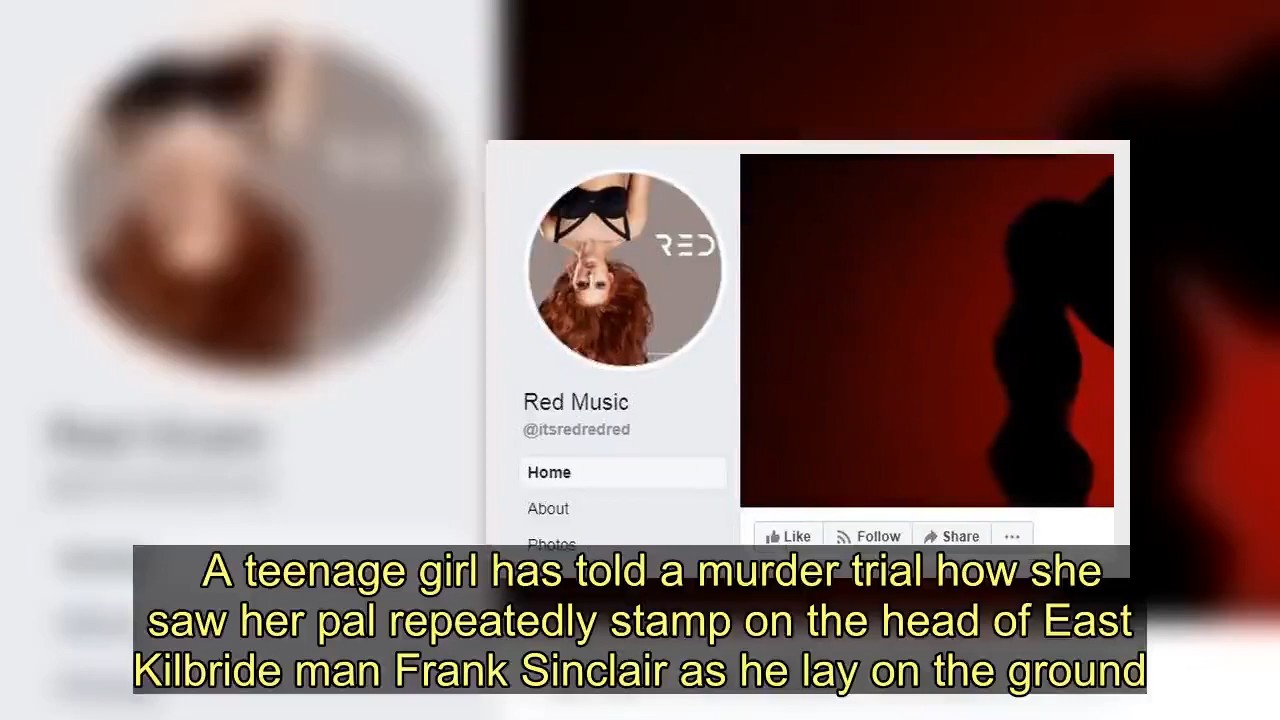 RED
Red Music
@itsredredred
Home
About
Photos
Like Follow Share ...
A teenage girl has told a murder trial how she
saw her pal repeatedly stamp on the head of East
Kilbride man Frank Sinclair as he lay on the ground